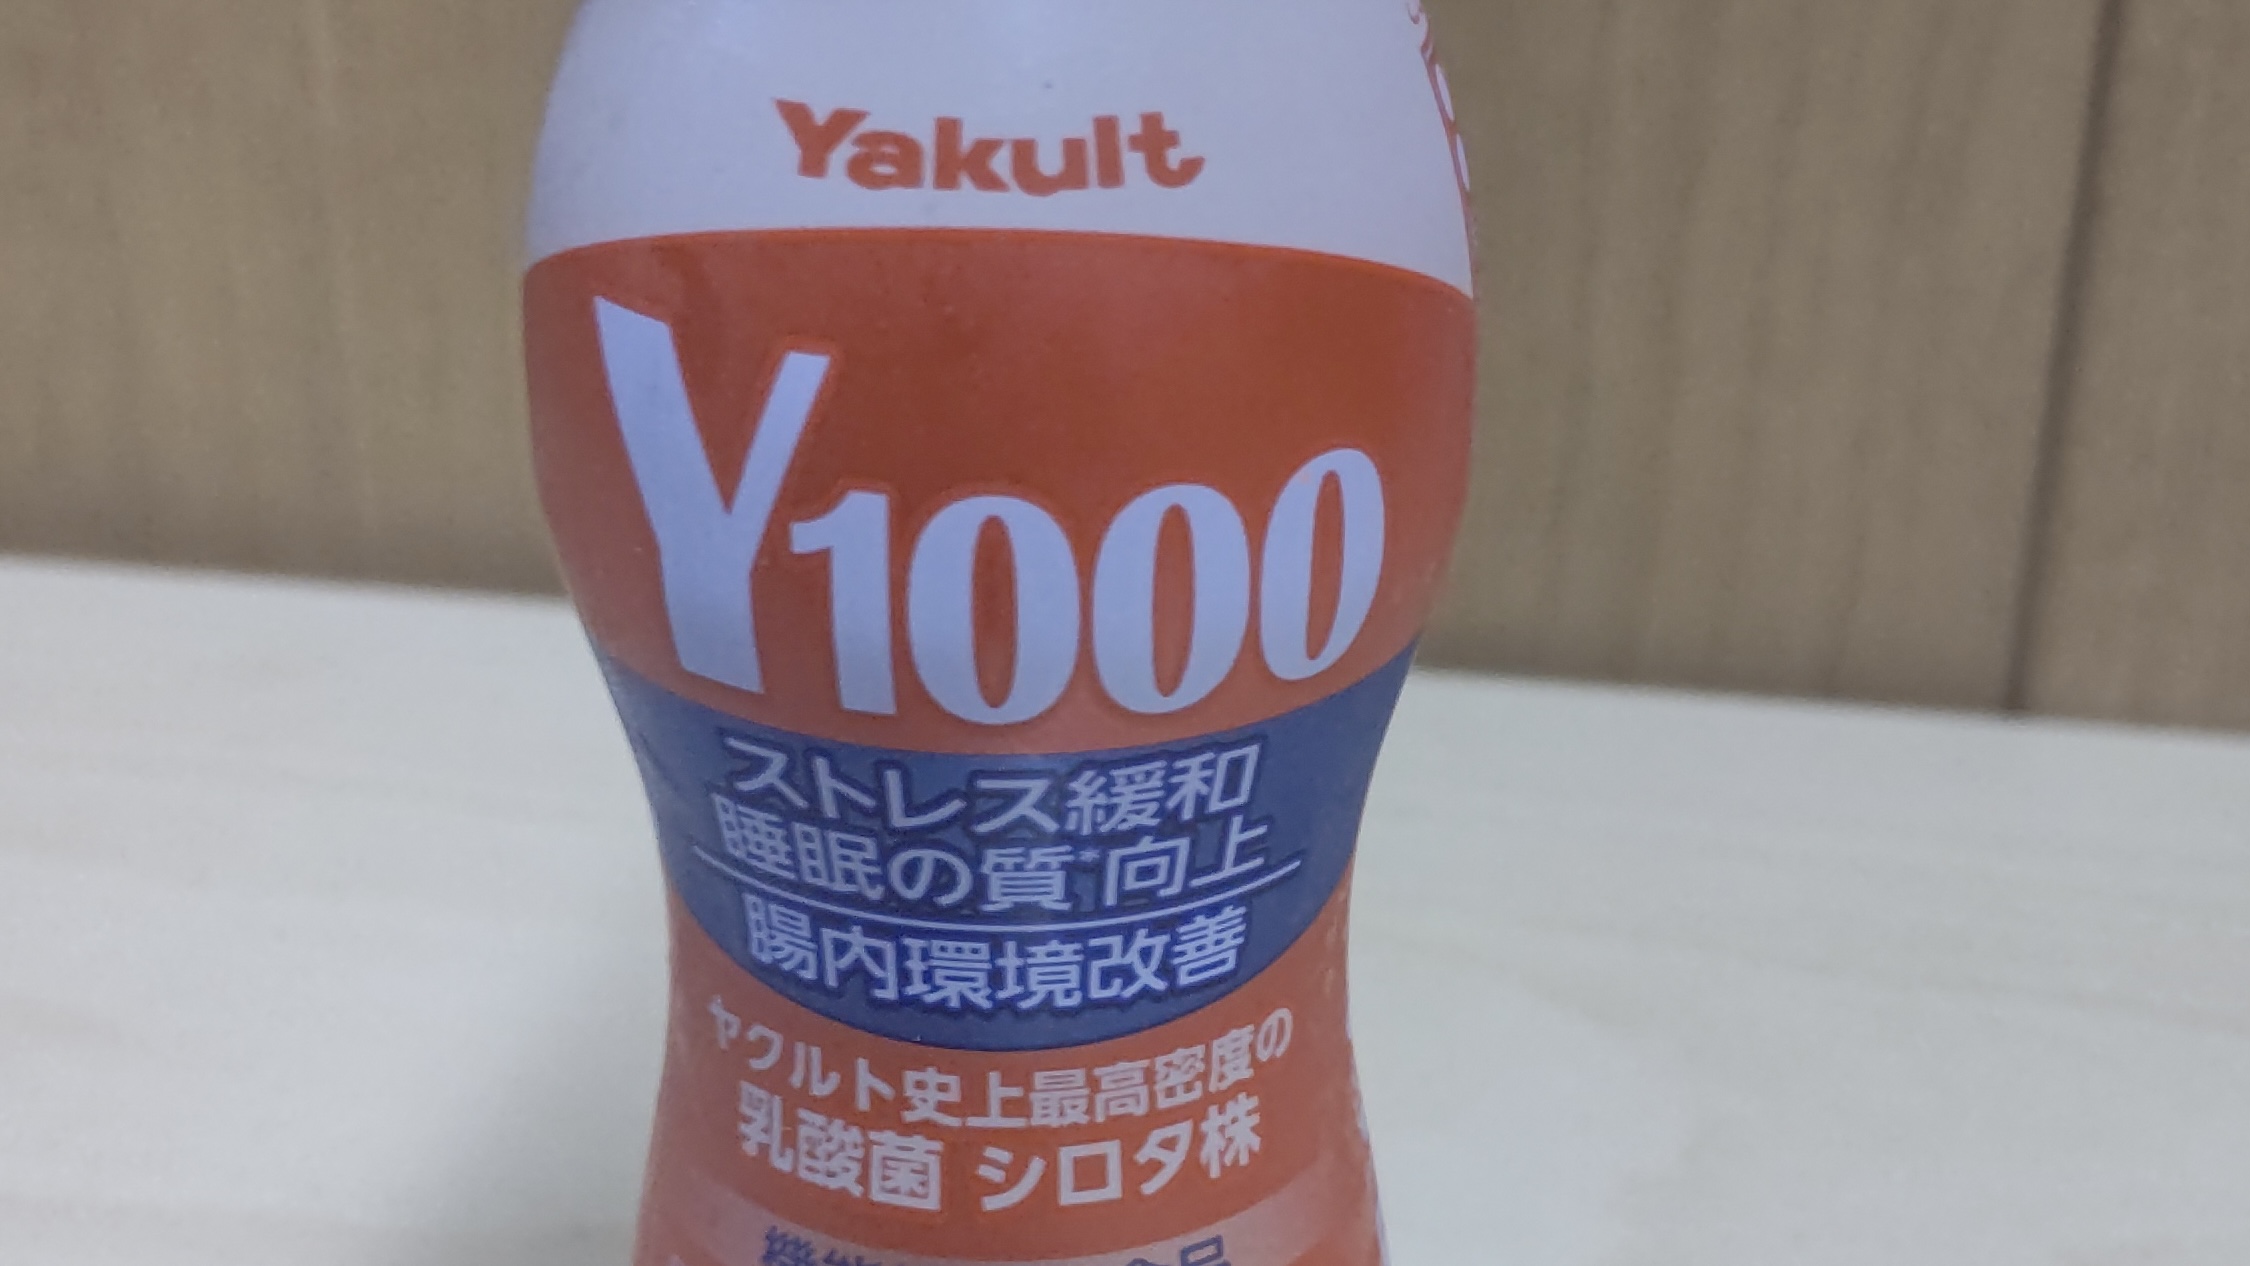 Yakult
Y1000
ストレス緩和
睡眠の質*向上
腸内環境改善
ヤクルト史上最高密度の
乳酸菌 シロタ株